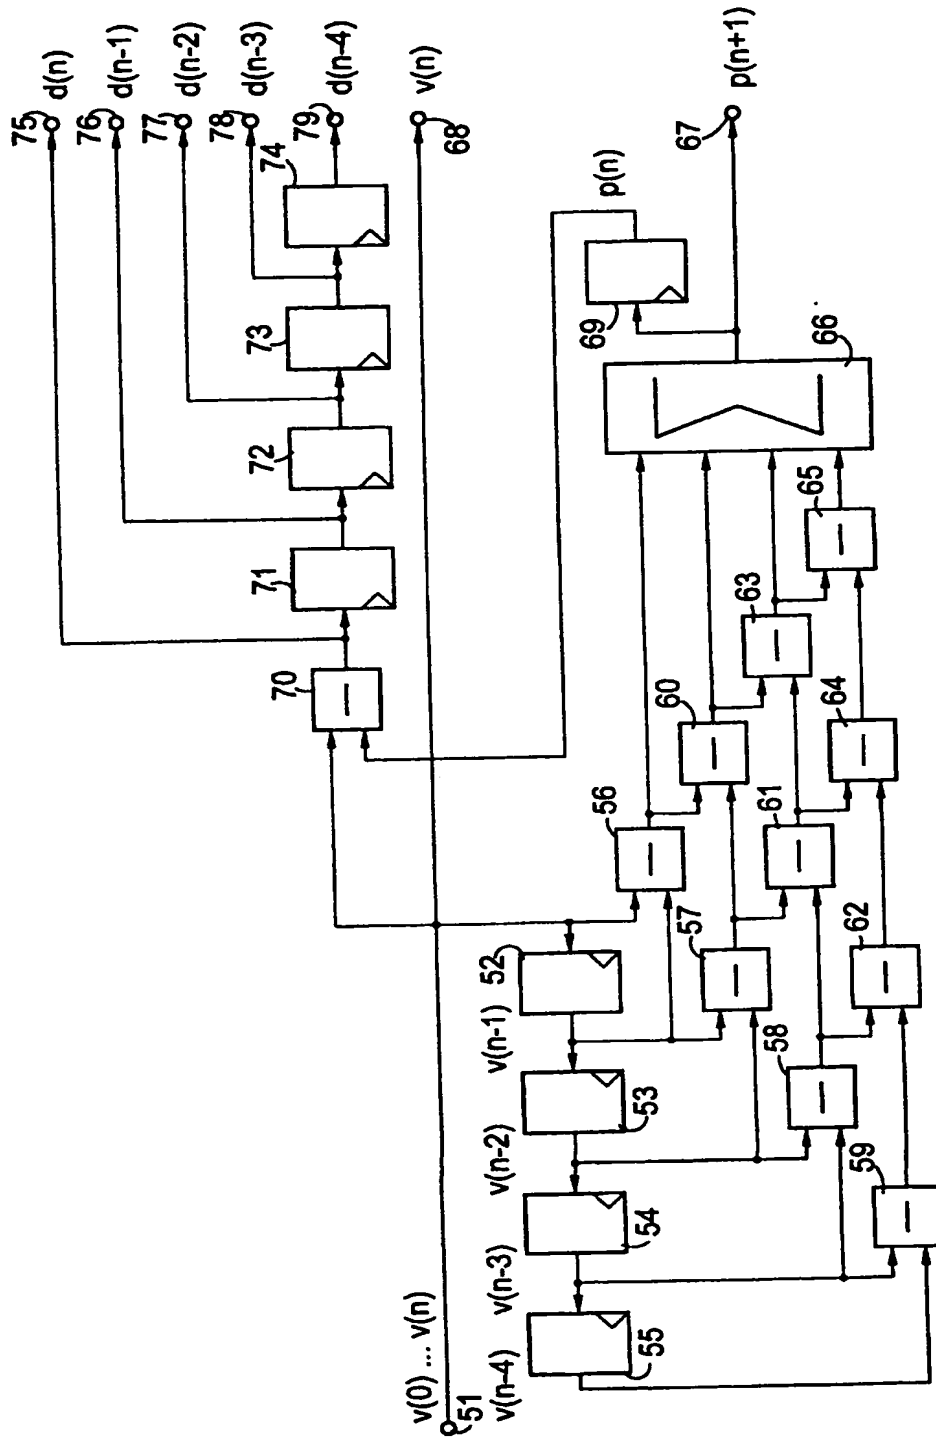 75
d(n)
76
d(n-1)
77
d(n-2)
78
d(n-3)
79
d(n-4)
74
73
72
71
70
v(n)
68
p(n)
67
p(n+1)
69
66
65
63
60
64
56
61
57
62
52
v(n-1)
58
53
v(n-2)
59
54
v(n-3)
55
v(n-4)
v(0) ... v(n)
51